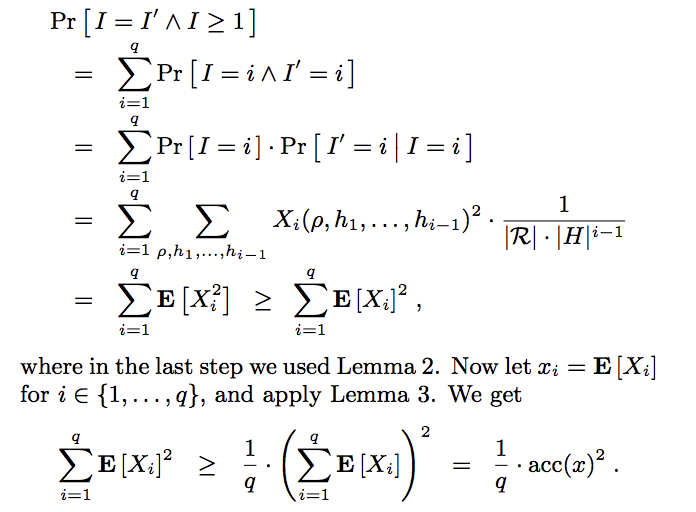 Pr [ I = I′ ∧ I ≥ 1 ]
= ∑_{i=1}^{q} Pr [ I = i ∧ I′ = i ]
= ∑_{i=1}^{q} Pr [ I = i ] · Pr [ I′ = i | I = i ]
= ∑_{i=1}^{q} ∑_{ρ,h_1,...,h_{i−1}} X_i(ρ, h_1, . . . , h_{i−1})² · 1 / (|𝓡| · |H|^{i−1})
= ∑_{i=1}^{q} E [ X_i² ] ≥ ∑_{i=1}^{q} E [ X_i ]² ,
where in the last step we used Lemma 2. Now let x_i = E [ X_i ]
for i ∈ {1, . . . , q}, and apply Lemma 3. We get
∑_{i=1}^{q} E [ X_i ]² ≥ 1/q · ( ∑_{i=1}^{q} E [ X_i ] )² = 1/q · acc(x)² .